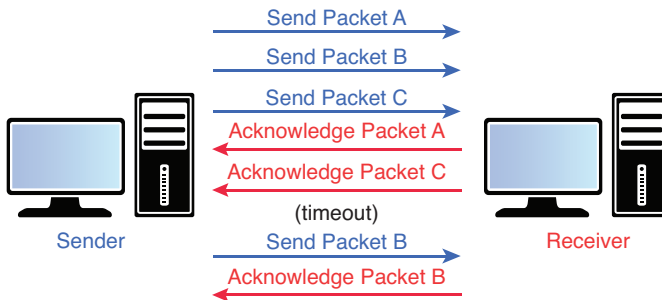 Send Packet A
Send Packet B
Send Packet C
Acknowledge Packet A
Acknowledge Packet C
(timeout)
Sender
Send Packet B
Receiver
Acknowledge Packet B